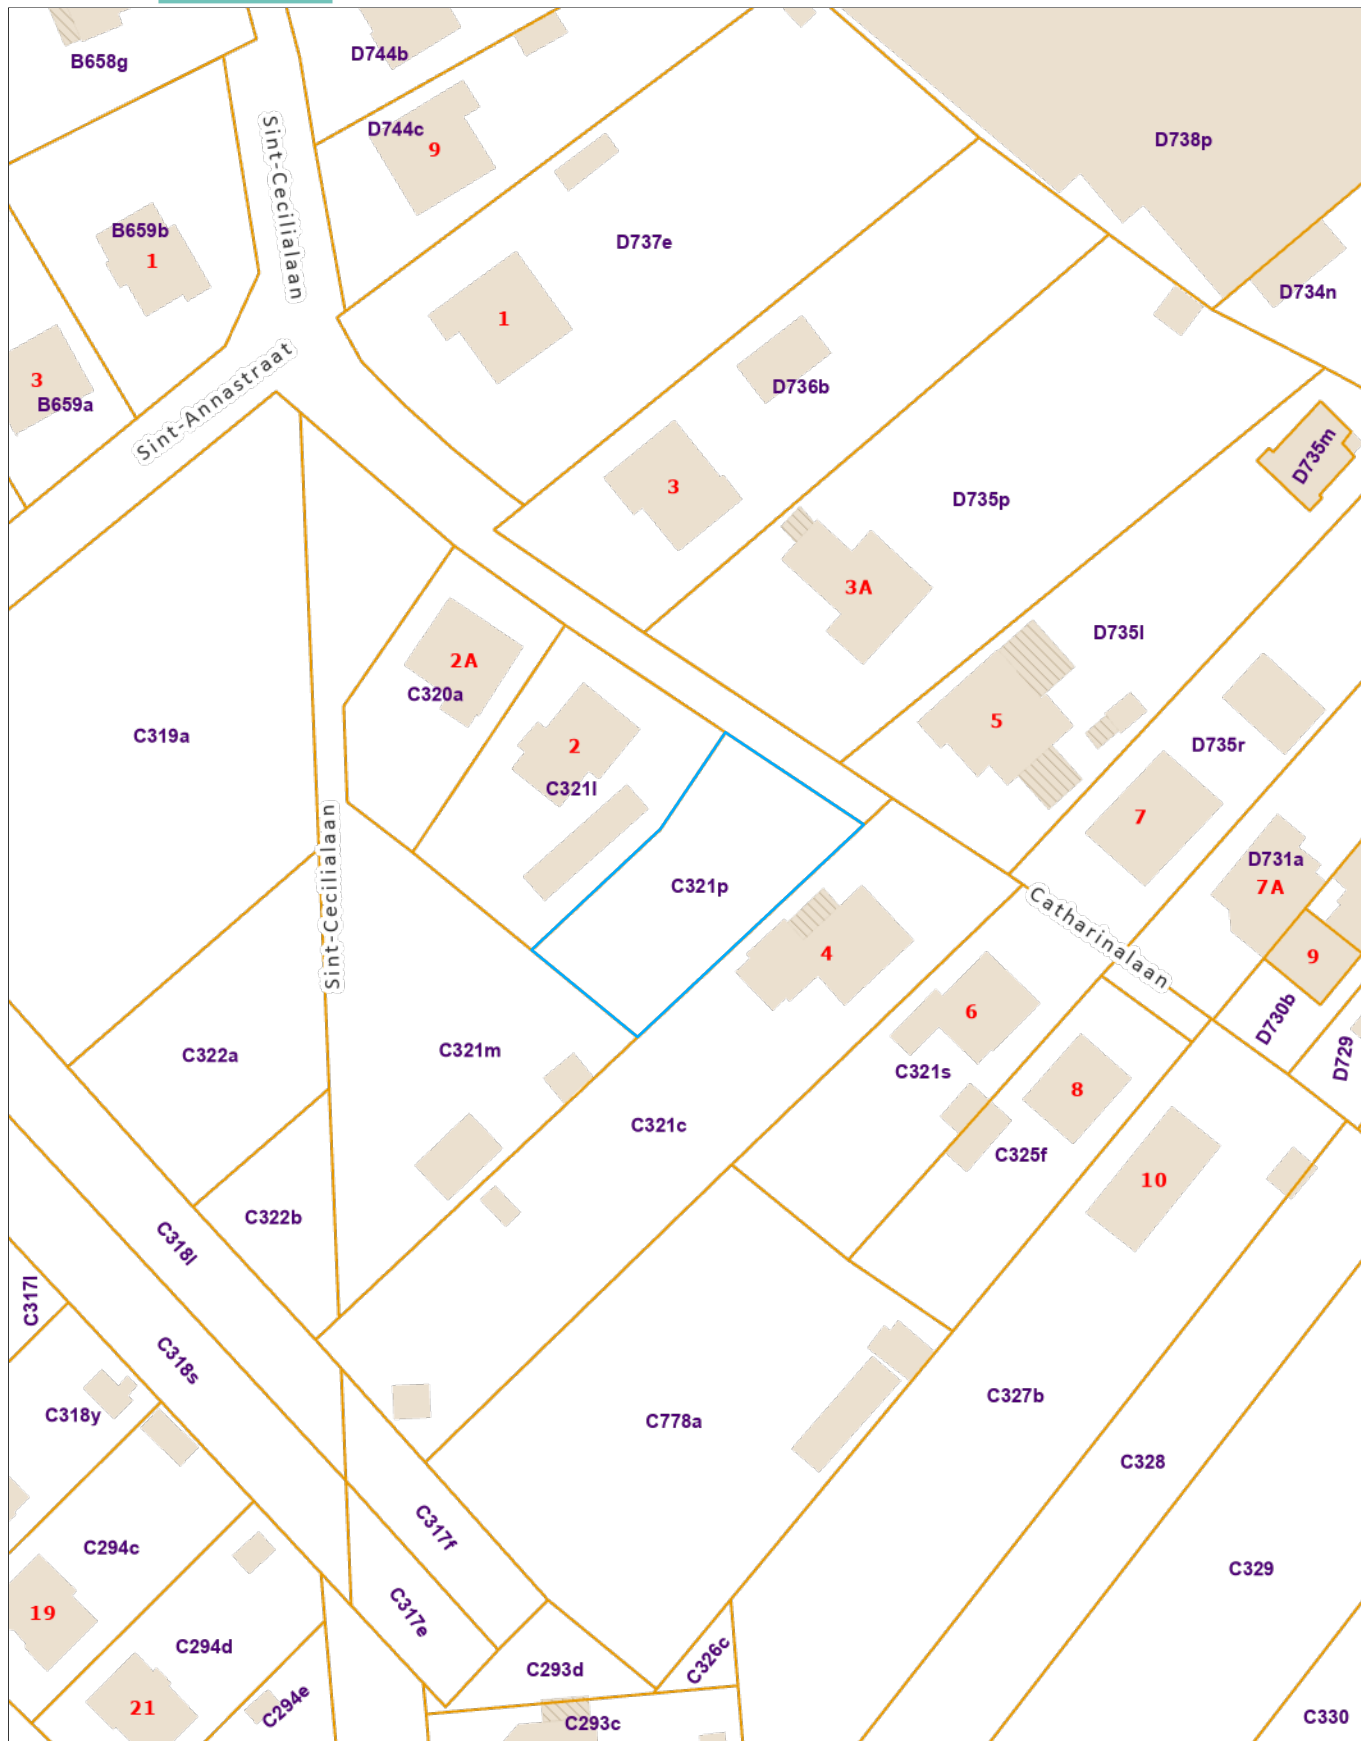 D744b
B658g
D744c
9
D738p
Sint-Cecilialaan
B659b
1
D737e
D734n
1
3
B659a
Sint-Annastraat
D736b
D735m
3
D735p
3A
D735l
2A
C320a
5
C319a
2
C321l
D735r
7
D731a
7A
C321p
Sint-Cecilialaan
Catharinalaan
4
9
6
D730b
C321m
C322a
D729
C321s
8
C321c
C325f
10
C322b
C318l
C317l
C318s
C318y
C778a
C327b
C328
C317f
C294c
C329
19
C317e
C294d
C326c
C293d
21
C294e
C293c
C330